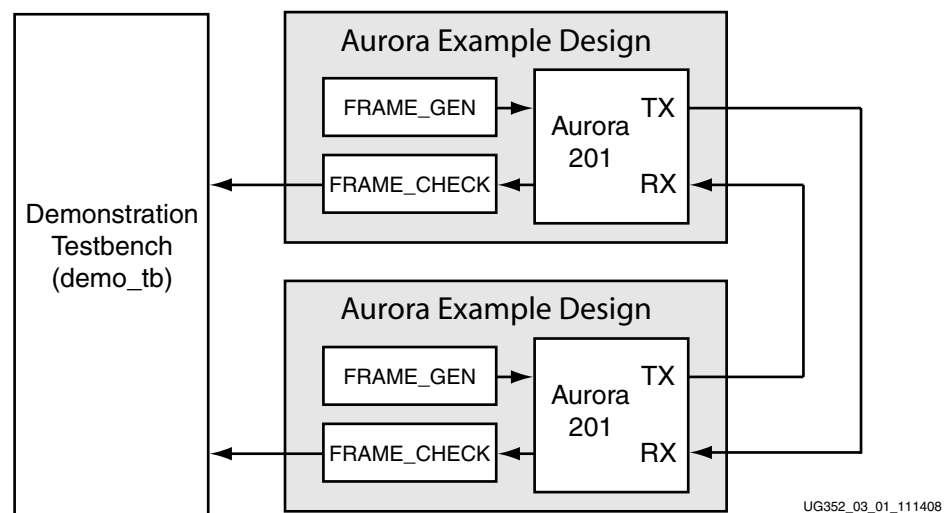 Aurora Example Design
FRAME_GEN
TX
Aurora
201
FRAME_CHECK
RX
Demonstration
Testbench
(demo_tb)
Aurora Example Design
FRAME_GEN
TX
Aurora
201
FRAME_CHECK
RX
UG352_03_01_111408